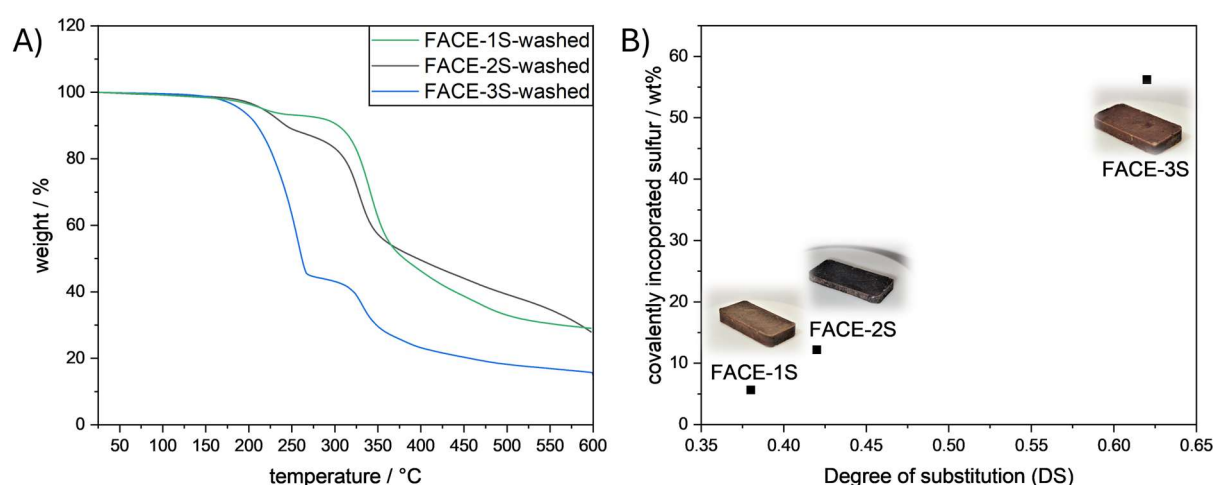 A)
120
100
80
60
40
20
0
weight / %
50 100 150 200 250 300 350 400 450 500 550 600
temperature / °C
FACE-1S-washed
FACE-2S-washed
FACE-3S-washed
B)
60
50
40
30
20
10
0
covalently incoporated sulfur / wt%
FACE-3S
FACE-2S
FACE-1S
0.35 0.40 0.45 0.50 0.55 0.60 0.65
Degree of substitution (DS)